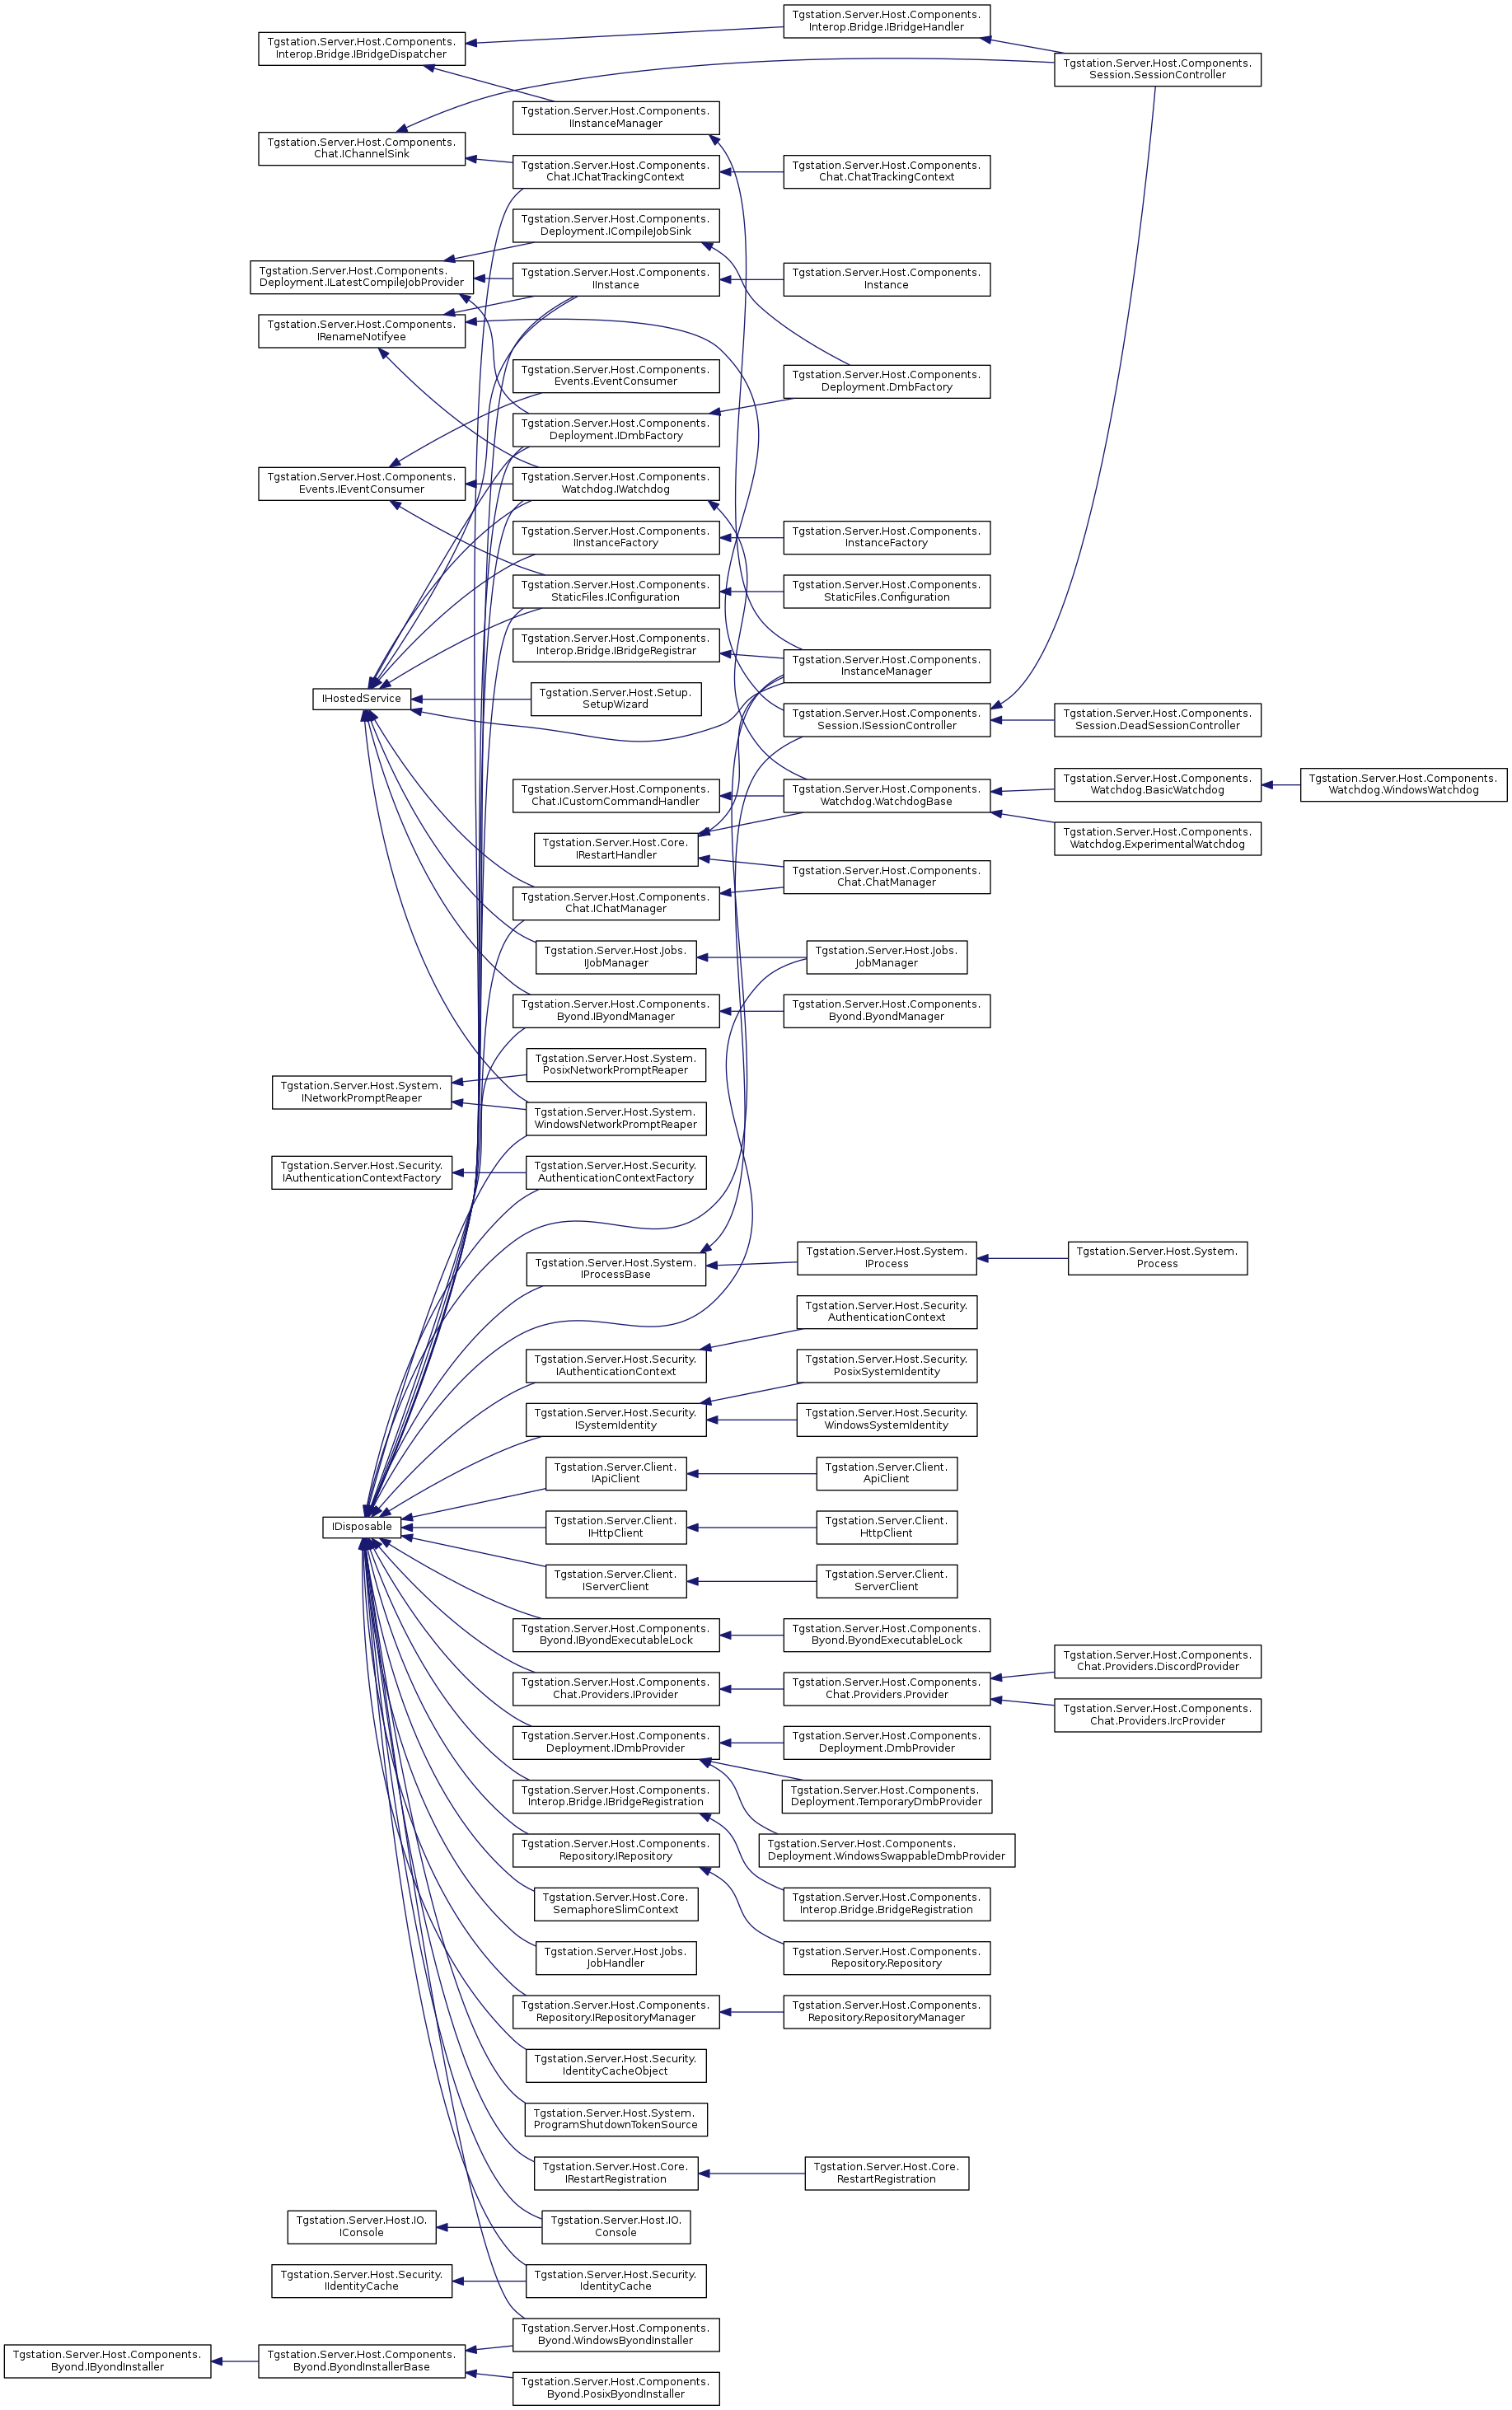 Tgstation.Server.Host.Components.
Interop.Bridge.IBridgeHandler
Tgstation.Server.Host.Components.
Interop.Bridge.IBridgeDispatcher
Tgstation.Server.Host.Components.
Session.SessionController
Tgstation.Server.Host.Components.
IInstanceManager
Tgstation.Server.Host.Components.
Chat.IChannelSink
Tgstation.Server.Host.Components.
Chat.IChatTrackingContext
Tgstation.Server.Host.Components.
Chat.ChatTrackingContext
Tgstation.Server.Host.Components.
Deployment.ICompileJobSink
Tgstation.Server.Host.Components.
Deployment.ILatestCompileJobProvider
Tgstation.Server.Host.Components.
IInstance
Tgstation.Server.Host.Components.
Instance
Tgstation.Server.Host.Components.
IRenameNotifyee
Tgstation.Server.Host.Components.
Events.EventConsumer
Tgstation.Server.Host.Components.
Deployment.DmbFactory
Tgstation.Server.Host.Components.
Deployment.IDmbFactory
Tgstation.Server.Host.Components.
Events.IEventConsumer
Tgstation.Server.Host.Components.
Watchdog.IWatchdog
Tgstation.Server.Host.Components.
IInstanceFactory
Tgstation.Server.Host.Components.
InstanceFactory
Tgstation.Server.Host.Components.
StaticFiles.IConfiguration
Tgstation.Server.Host.Components.
StaticFiles.Configuration
Tgstation.Server.Host.Components.
Interop.Bridge.IBridgeRegistrar
Tgstation.Server.Host.Components.
InstanceManager
IHostedService
Tgstation.Server.Host.Setup.
SetupWizard
Tgstation.Server.Host.Components.
Session.ISessionController
Tgstation.Server.Host.Components.
Session.DeadSessionController
Tgstation.Server.Host.Components.
Chat.ICustomCommandHandler
Tgstation.Server.Host.Components.
Watchdog.WatchdogBase
Tgstation.Server.Host.Components.
Watchdog.BasicWatchdog
Tgstation.Server.Host.Components.
Watchdog.WindowsWatchdog
Tgstation.Server.Host.Core.
IRestartHandler
Tgstation.Server.Host.Components.
Watchdog.ExperimentalWatchdog
Tgstation.Server.Host.Components.
Chat.ChatManager
Tgstation.Server.Host.Components.
Chat.IChatManager
Tgstation.Server.Host.Jobs.
IJobManager
Tgstation.Server.Host.Jobs.
JobManager
Tgstation.Server.Host.Components.
Byond.IByondManager
Tgstation.Server.Host.Components.
Byond.ByondManager
Tgstation.Server.Host.System.
PosixNetworkPromptReaper
Tgstation.Server.Host.System.
INetworkPromptReaper
Tgstation.Server.Host.System.
WindowsNetworkPromptReaper
Tgstation.Server.Host.Security.
IAuthenticationContextFactory
Tgstation.Server.Host.Security.
AuthenticationContextFactory
Tgstation.Server.Host.System.
IProcessBase
Tgstation.Server.Host.System.
IProcess
Tgstation.Server.Host.System.
Process
Tgstation.Server.Host.Security.
AuthenticationContext
Tgstation.Server.Host.Security.
IAuthenticationContext
Tgstation.Server.Host.Security.
PosixSystemIdentity
Tgstation.Server.Host.Security.
ISystemIdentity
Tgstation.Server.Host.Security.
WindowsSystemIdentity
Tgstation.Server.Client.
IApiClient
Tgstation.Server.Client.
ApiClient
IDisposable
Tgstation.Server.Client.
IHttpClient
Tgstation.Server.Client.
HttpClient
Tgstation.Server.Client.
IServerClient
Tgstation.Server.Client.
ServerClient
Tgstation.Server.Host.Components.
Byond.IByondExecutableLock
Tgstation.Server.Host.Components.
Byond.ByondExecutableLock
Tgstation.Server.Host.Components.
Chat.Providers.DiscordProvider
Tgstation.Server.Host.Components.
Chat.Providers.IProvider
Tgstation.Server.Host.Components.
Chat.Providers.Provider
Tgstation.Server.Host.Components.
Chat.Providers.IrcProvider
Tgstation.Server.Host.Components.
Deployment.IDmbProvider
Tgstation.Server.Host.Components.
Deployment.DmbProvider
Tgstation.Server.Host.Components.
Interop.Bridge.IBridgeRegistration
Tgstation.Server.Host.Components.
Deployment.TemporaryDmbProvider
Tgstation.Server.Host.Components.
Repository.IRepository
Tgstation.Server.Host.Components.
Deployment.WindowsSwappableDmbProvider
Tgstation.Server.Host.Core.
SemaphoreSlimContext
Tgstation.Server.Host.Components.
Interop.Bridge.BridgeRegistration
Tgstation.Server.Host.Jobs.
JobHandler
Tgstation.Server.Host.Components.
Repository.Repository
Tgstation.Server.Host.Components.
Repository.IRepositoryManager
Tgstation.Server.Host.Components.
Repository.RepositoryManager
Tgstation.Server.Host.Security.
IdentityCacheObject
Tgstation.Server.Host.System.
ProgramShutdownTokenSource
Tgstation.Server.Host.Core.
IRestartRegistration
Tgstation.Server.Host.Core.
RestartRegistration
Tgstation.Server.Host.IO.
IConsole
Tgstation.Server.Host.IO.
Console
Tgstation.Server.Host.Security.
IIdentityCache
Tgstation.Server.Host.Security.
IdentityCache
Tgstation.Server.Host.Components.
Byond.WindowsByondInstaller
Tgstation.Server.Host.Components.
Byond.IByondInstaller
Tgstation.Server.Host.Components.
Byond.ByondInstallerBase
Tgstation.Server.Host.Components.
Byond.PosixByondInstaller